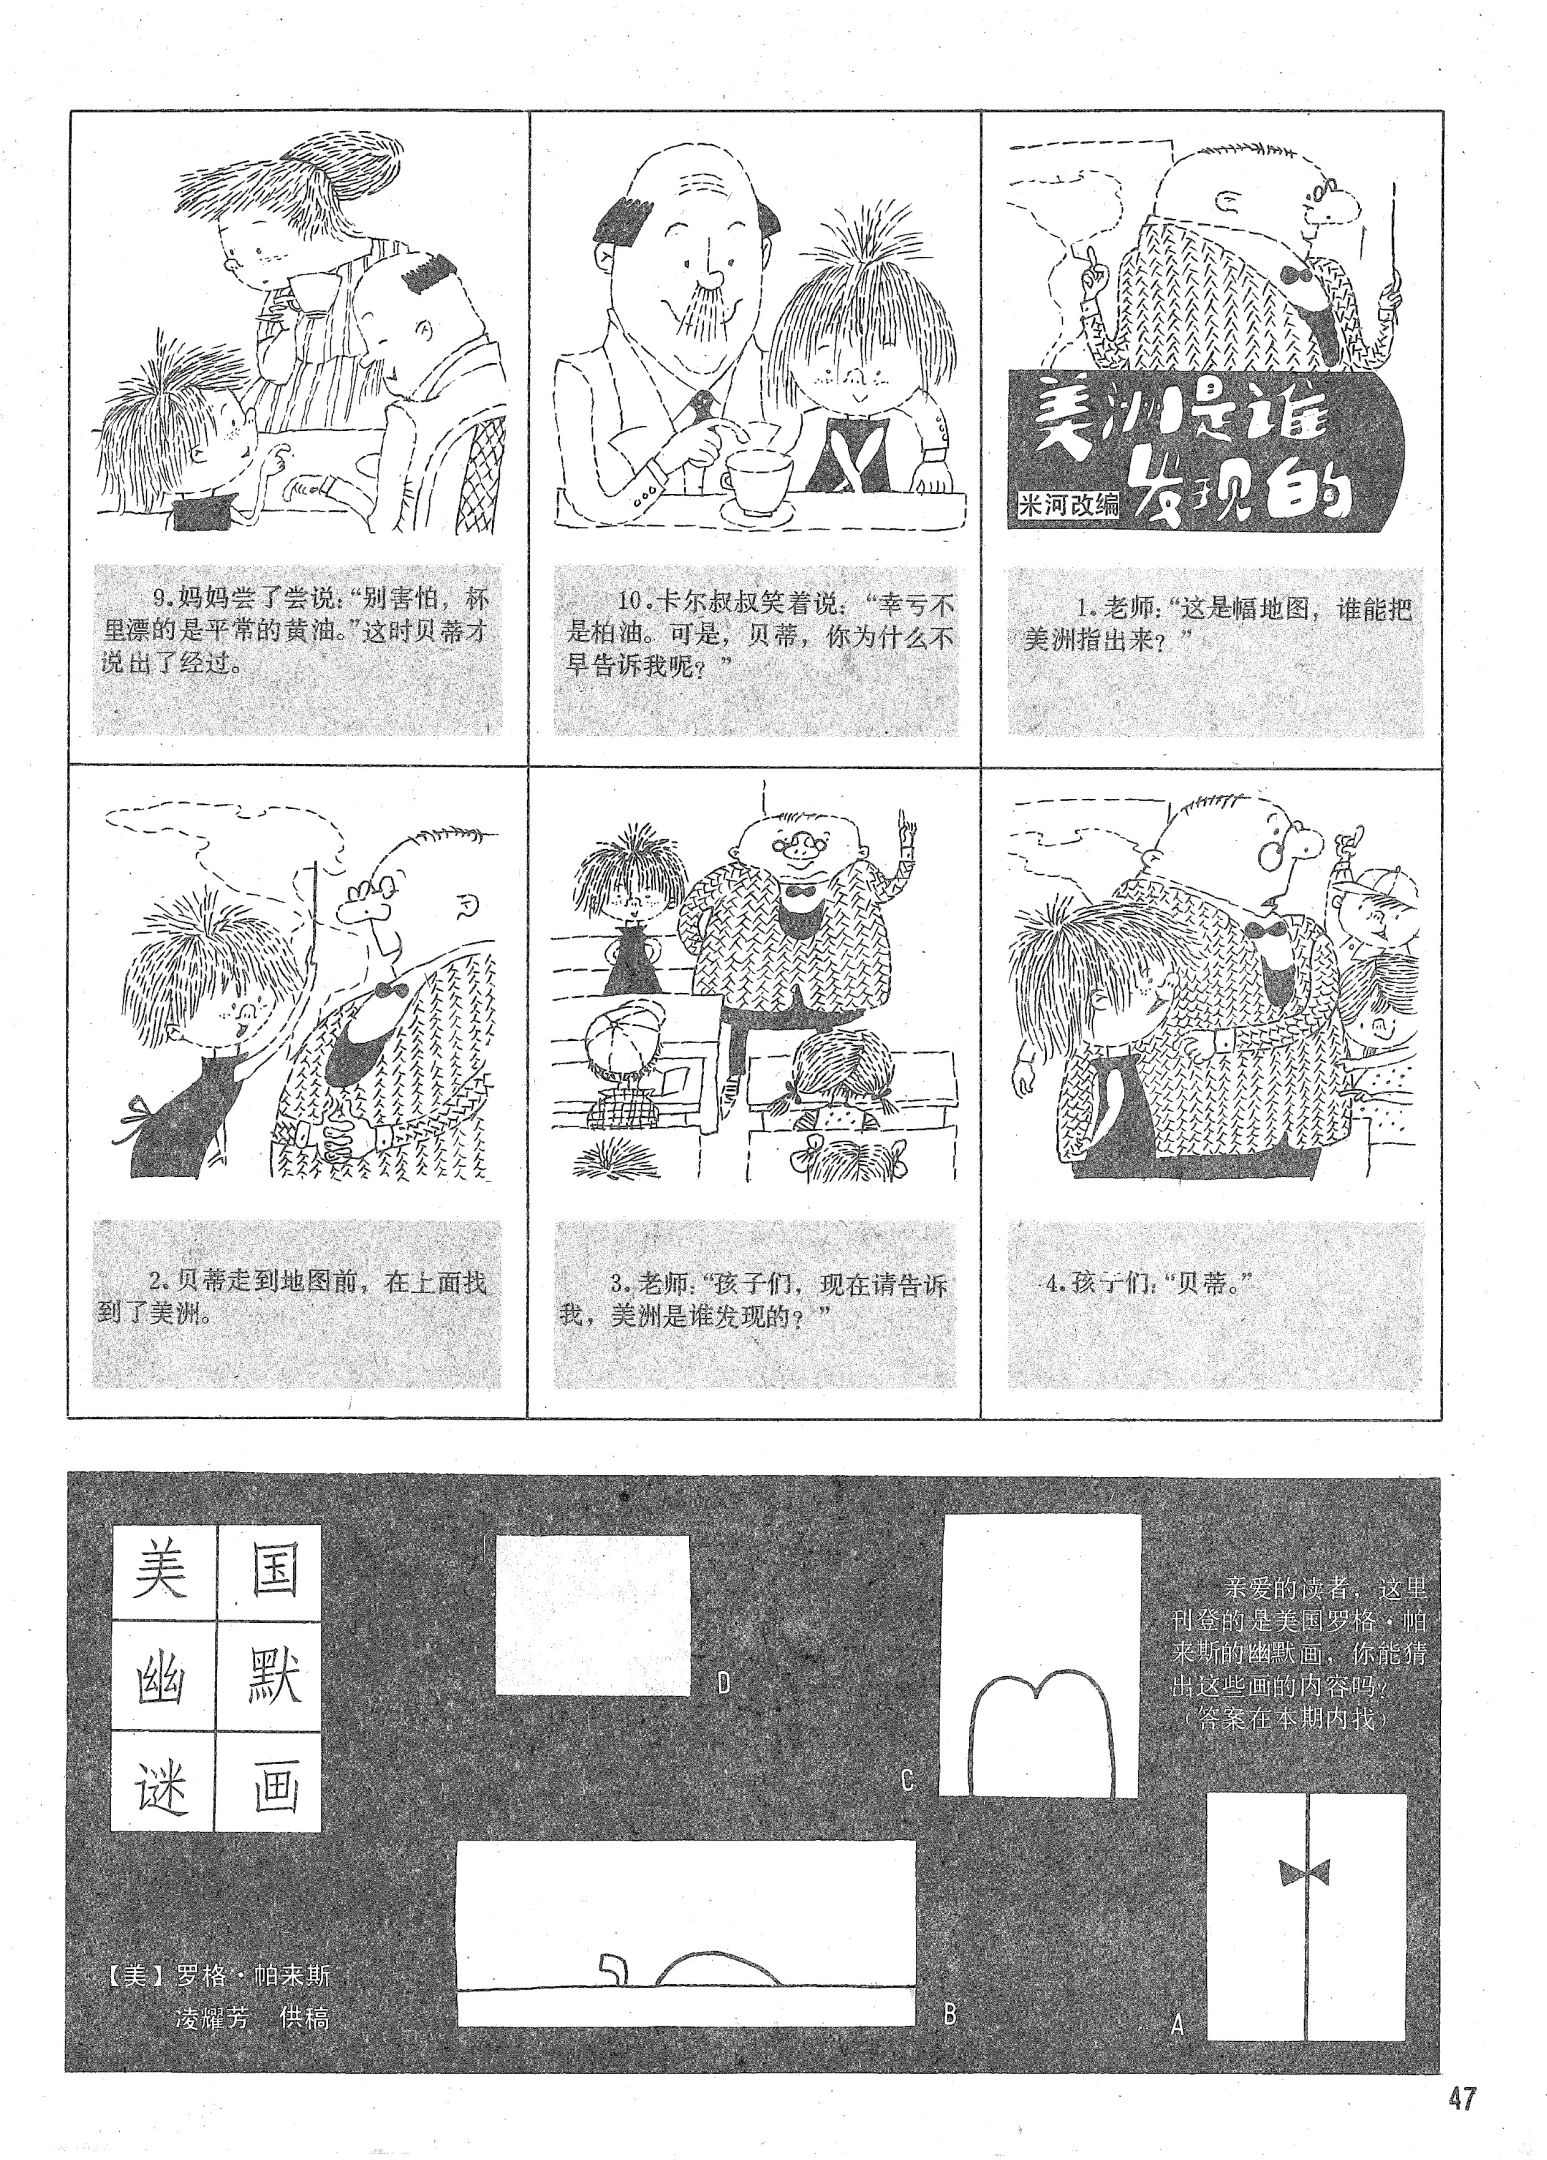 9.妈妈尝了尝说：“别害怕，杯
里漂的是平常的黄油。”这时贝蒂才
说出了经过。
10.卡尔叔叔笑着说：“幸亏不
是柏油。可是，贝蒂，你为什么不
早告诉我呢？”
美洲是谁
发现的
米河改编
1.老师：“这是幅地图，谁能把
美洲指出来？”
2.贝蒂走到地图前，在上面找
到了美洲。
3.老师：“孩子们，现在请告诉
我，美洲是谁发现的？”
4.孩子们：“贝蒂。”
美国
幽默
谜画
【美】罗格·帕来斯
凌耀芳 供稿
亲爱的读者，这里
刊登的是美国罗格·帕
来斯的幽默画，你能猜
出这些画的内容吗？
（答案在本期内找）
D
C
B
A
47